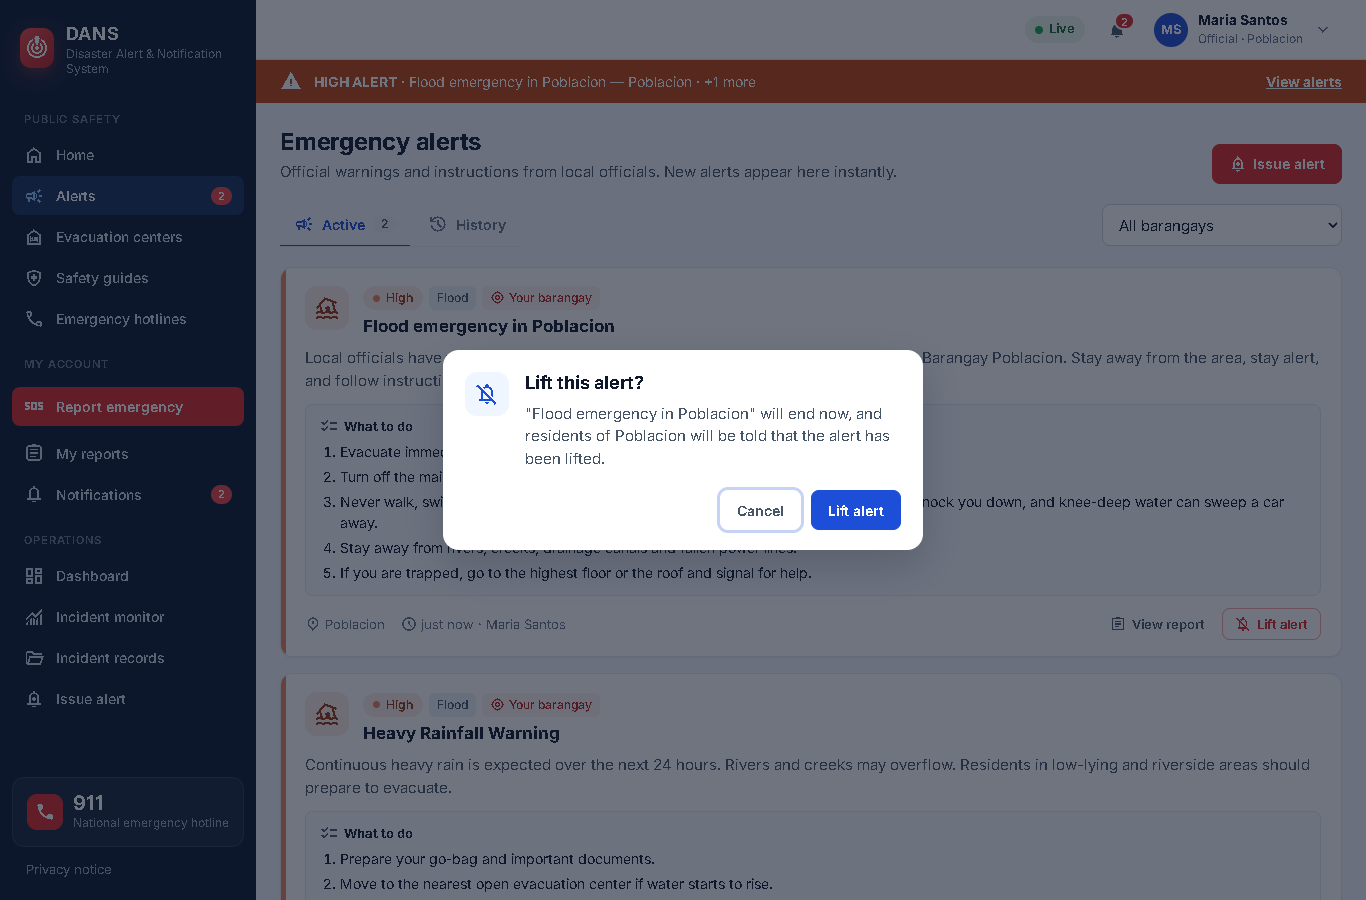 DANS
Disaster Alert & Notification
System
PUBLIC SAFETY
Home
Alerts 2
Evacuation centers
Safety guides
Emergency hotlines
MY ACCOUNT
SOS Report emergency
My reports
Notifications 2
OPERATIONS
Dashboard
Incident monitor
Incident records
Issue alert
911
National emergency hotline
Privacy notice
Live
2
MS
Maria Santos
Official · Poblacion
HIGH ALERT · Flood emergency in Poblacion — Poblacion · +1 more
View alerts
Emergency alerts
Official warnings and instructions from local officials. New alerts appear here instantly.
Issue alert
Active 2
History
All barangays
High Flood Your barangay
Flood emergency in Poblacion
Local officials have
Barangay Poblacion. Stay away from the area, stay alert,
and follow instructi
What to do
1. Evacuate immed
2. Turn off the mai
3. Never walk, swi
nock you down, and knee-deep water can sweep a car
away.
4. Stay away from rivers, creeks, drainage canals and fallen power lines.
5. If you are trapped, go to the highest floor or the roof and signal for help.
Poblacion just now · Maria Santos
View report
Lift alert
Lift this alert?
"Flood emergency in Poblacion" will end now, and
residents of Poblacion will be told that the alert has
been lifted.
Cancel
Lift alert
High Flood Your barangay
Heavy Rainfall Warning
Continuous heavy rain is expected over the next 24 hours. Rivers and creeks may overflow. Residents in low-lying and riverside areas should
prepare to evacuate.
What to do
1. Prepare your go-bag and important documents.
2. Move to the nearest open evacuation center if water starts to rise.